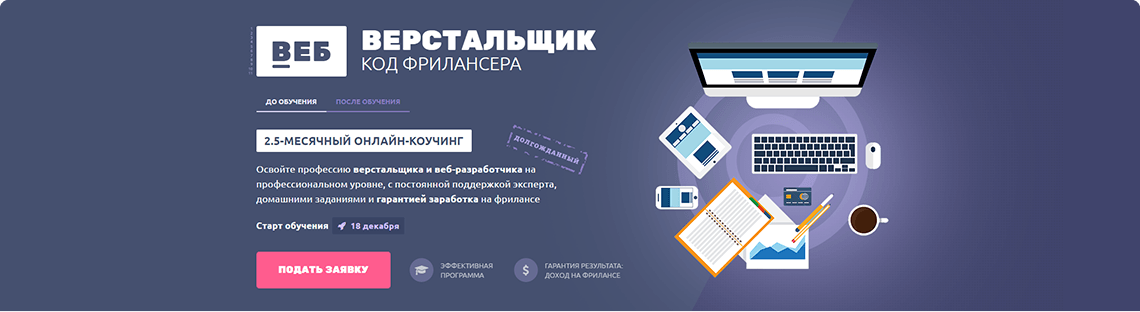 ВЕБ
ВЕРСТАЛЬЩИК
КОД ФРИЛАНСЕРА
ДО ОБУЧЕНИЯ
ПОСЛЕ ОБУЧЕНИЯ
2.5-МЕСЯЧНЫЙ ОНЛАЙН-КОУЧИНГ
ДОЛГОЖДАННЫЙ
Освойте профессию верстальщика и веб-разработчика на
профессиональном уровне, с постоянной поддержкой эксперта,
домашними заданиями и гарантией заработка на фрилансе
Старт обучения 18 декабря
ПОДАТЬ ЗАЯВКУ
ЭФФЕКТИВНАЯ
ПРОГРАММА
ГАРАНТИЯ РЕЗУЛЬТАТА:
ДОХОД НА ФРИЛАНСЕ